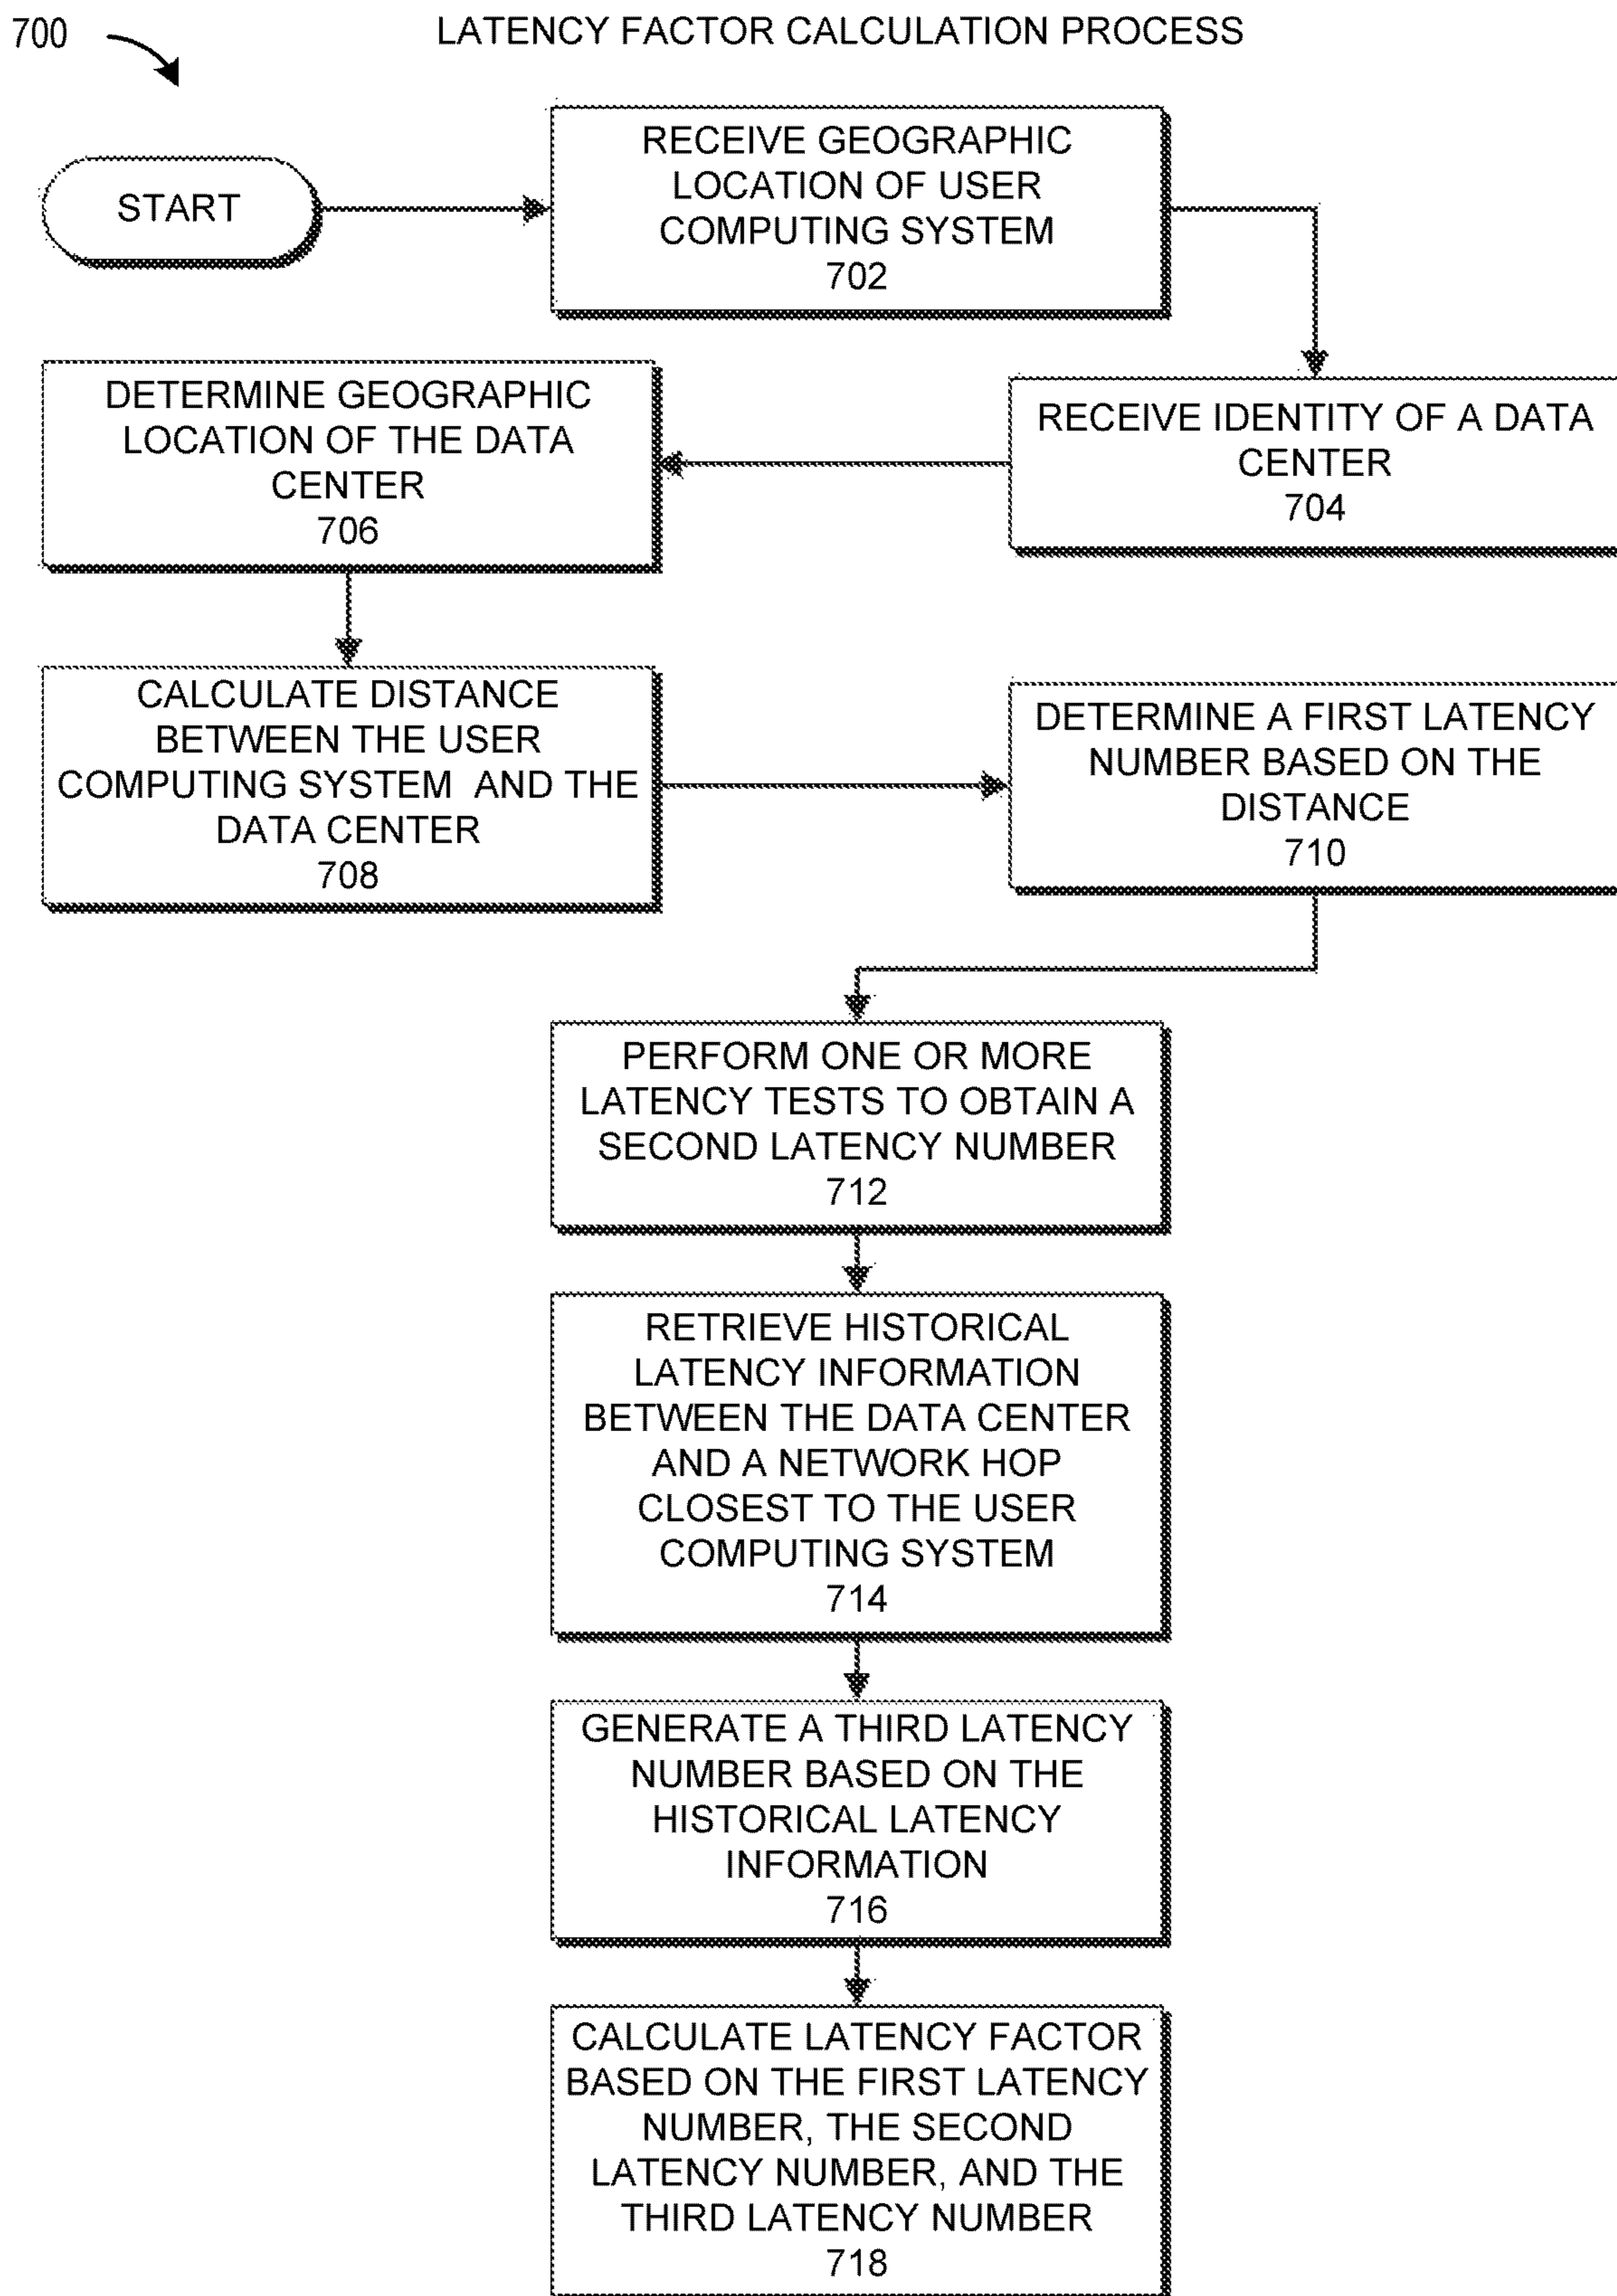 700
LATENCY FACTOR CALCULATION PROCESS
START
RECEIVE GEOGRAPHIC
LOCATION OF USER
COMPUTING SYSTEM
702
RECEIVE IDENTITY OF A DATA
CENTER
704
DETERMINE GEOGRAPHIC
LOCATION OF THE DATA
CENTER
706
CALCULATE DISTANCE
BETWEEN THE USER
COMPUTING SYSTEM AND THE
DATA CENTER
708
DETERMINE A FIRST LATENCY
NUMBER BASED ON THE
DISTANCE
710
PERFORM ONE OR MORE
LATENCY TESTS TO OBTAIN A
SECOND LATENCY NUMBER
712
RETRIEVE HISTORICAL
LATENCY INFORMATION
BETWEEN THE DATA CENTER
AND A NETWORK HOP
CLOSEST TO THE USER
COMPUTING SYSTEM
714
GENERATE A THIRD LATENCY
NUMBER BASED ON THE
HISTORICAL LATENCY
INFORMATION
716
CALCULATE LATENCY FACTOR
BASED ON THE FIRST LATENCY
NUMBER, THE SECOND
LATENCY NUMBER, AND THE
THIRD LATENCY NUMBER
718